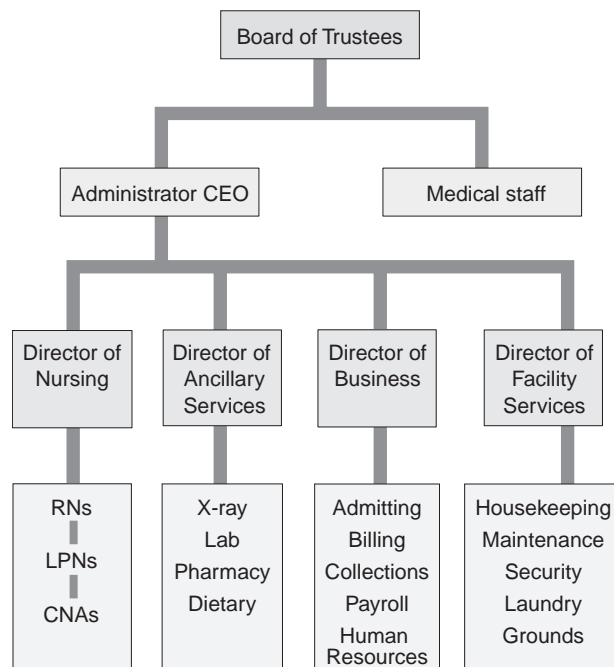 Board of Trustees
Administrator CEO
Medical staff
Director of
Nursing
Director of
Ancillary
Services
Director of
Business
Director of
Facility
Services
RNs
LPNs
CNAs
X-ray
Lab
Pharmacy
Dietary
Admitting
Billing
Collections
Payroll
Human
Resources
Housekeeping
Maintenance
Security
Laundry
Grounds